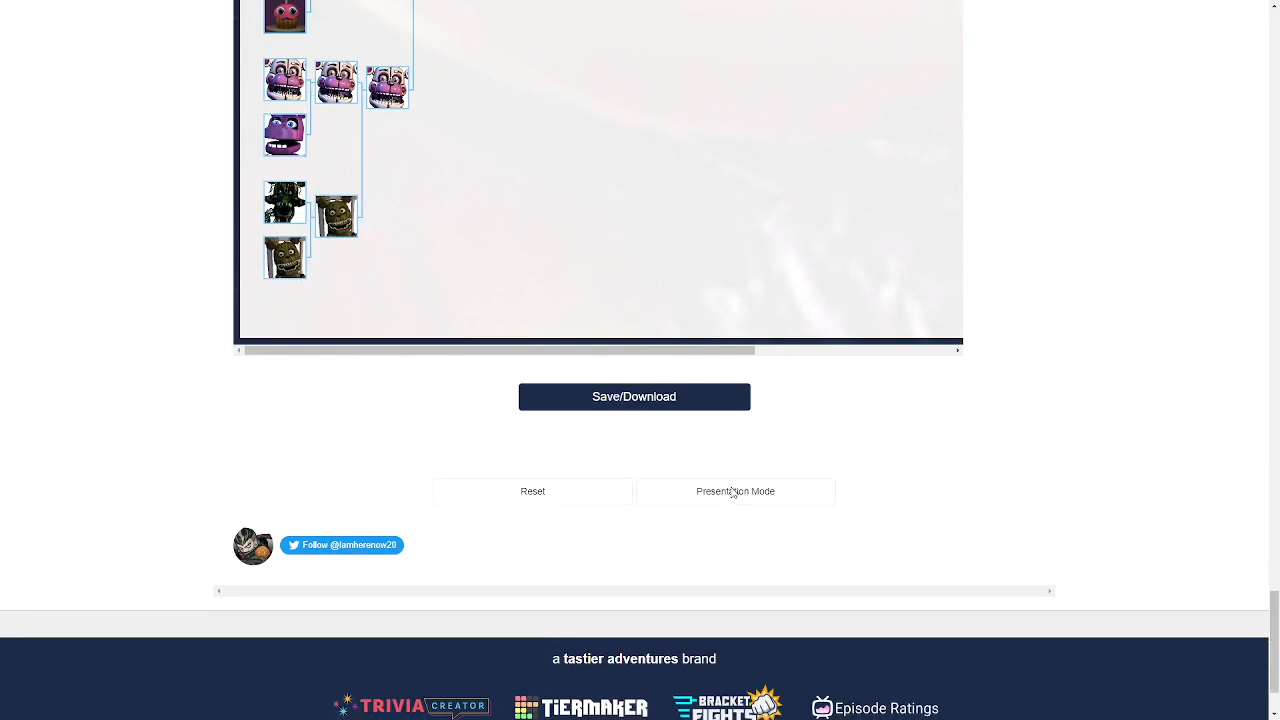 Save/Download
Reset
Presentation Mode
Follow @Iamherenow20
a tastier adventures brand
TRIVIA CREATOR
TIERMAKER
BRACKET
FIGHTS
Episode Ratings